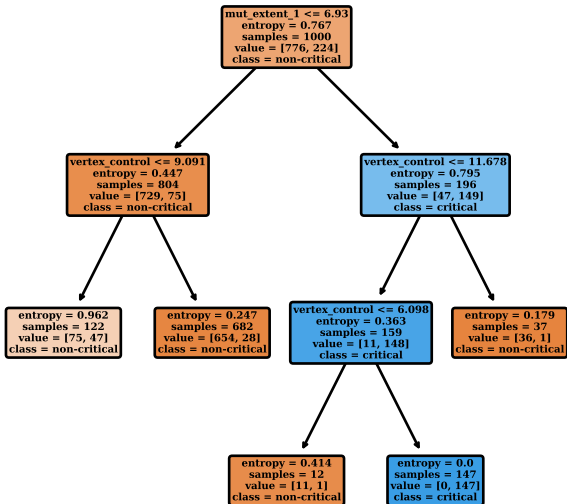 mut_extent_1 <= 6.93
entropy = 0.767
samples = 1000
value = [776, 224]
class = non-critical
vertex_control <= 9.091
entropy = 0.447
samples = 804
value = [729, 75]
class = non-critical
vertex_control <= 11.678
entropy = 0.795
samples = 196
value = [47, 149]
class = critical
entropy = 0.962
samples = 122
value = [75, 47]
class = non-critical
entropy = 0.247
samples = 682
value = [654, 28]
class = non-critical
vertex_control <= 6.098
entropy = 0.363
samples = 159
value = [11, 148]
class = critical
entropy = 0.179
samples = 37
value = [36, 1]
class = non-critical
entropy = 0.414
samples = 12
value = [11, 1]
class = non-critical
entropy = 0.0
samples = 147
value = [0, 147]
class = critical